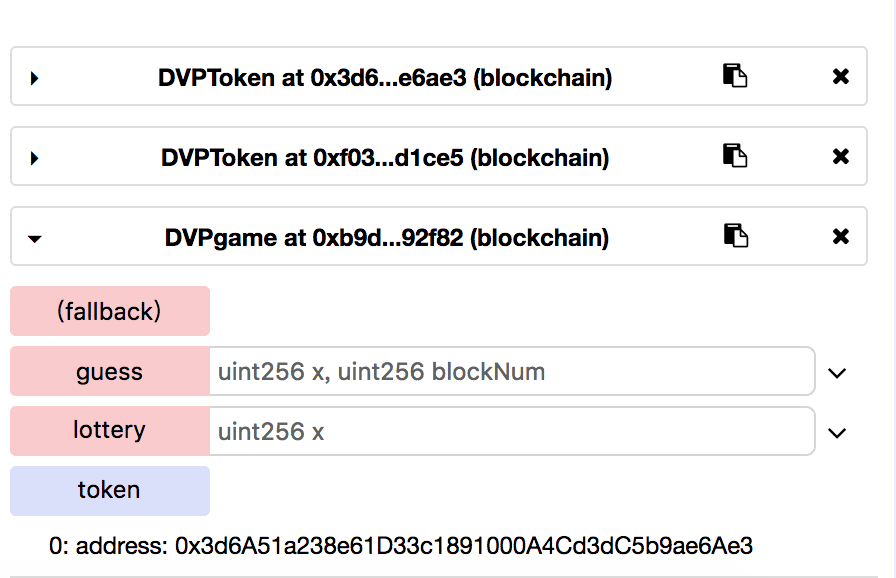 DVPToken at 0x3d6...e6ae3 (blockchain)
DVPToken at 0xf03...d1ce5 (blockchain)
DVPgame at 0xb9d...92f82 (blockchain)
(fallback)
guess uint256 x, uint256 blockNum
lottery uint256 x
token
0: address: 0x3d6A51a238e61D33c1891000A4Cd3dC5b9ae6Ae3